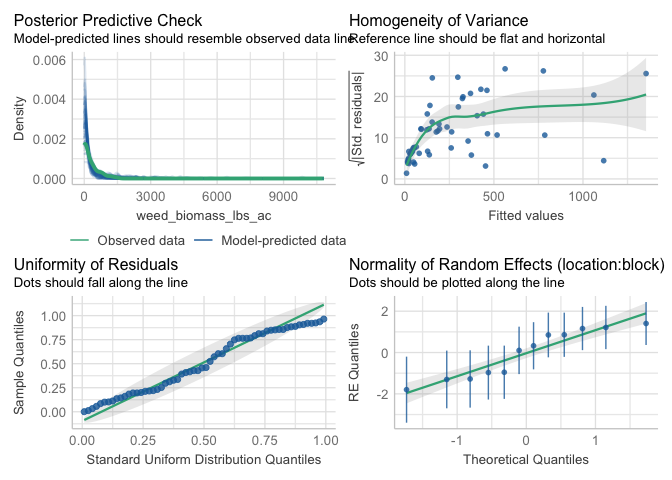 Posterior Predictive Check
Model-predicted lines should resemble observed data line
0.006
0.004
0.002
0.000
Density
0
3000
6000
9000
weed_biomass_lbs_ac
Observed data
Model-predicted data
Homogeneity of Variance
Reference line should be flat and horizontal
30
20
10
0
√|Std. residuals|
0
500
1000
Fitted values
Uniformity of Residuals
Dots should fall along the line
1.00
0.75
0.50
0.25
0.00
Sample Quantiles
0.00
0.25
0.50
0.75
1.00
Standard Uniform Distribution Quantiles
Normality of Random Effects (location:block)
Dots should be plotted along the line
2
0
-2
RE Quantiles
-1
0
1
Theoretical Quantiles